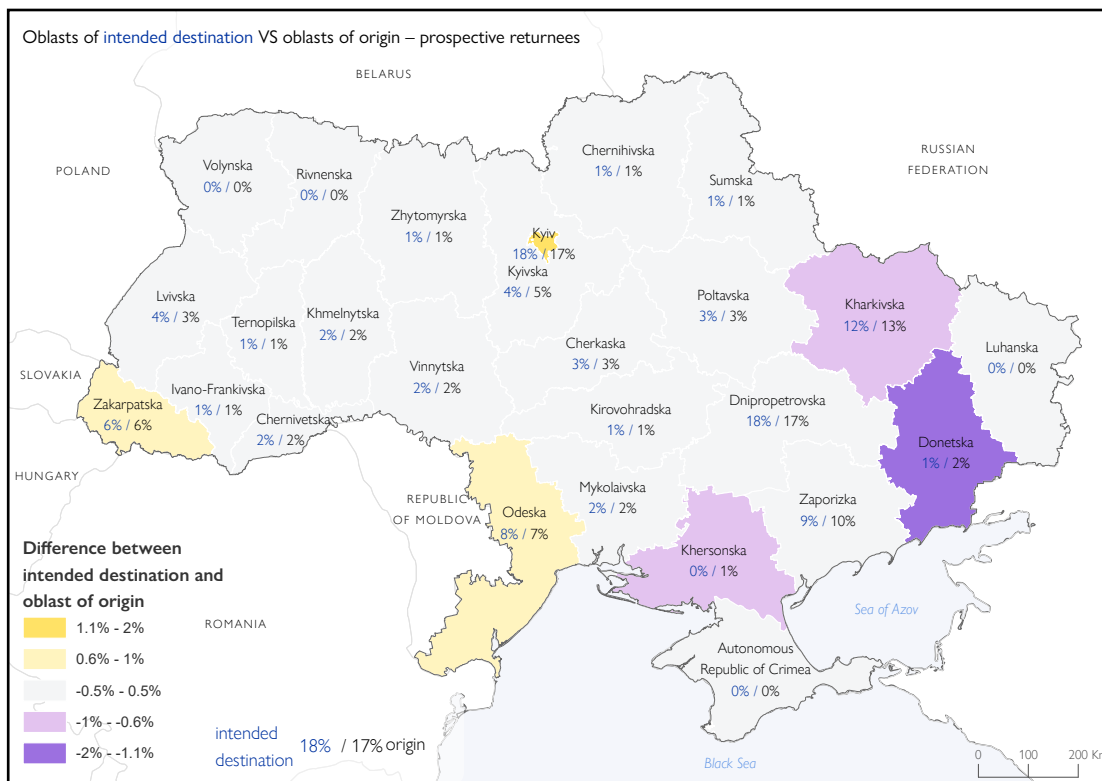 Oblasts of intended destination VS oblasts of origin – prospective returnees
BELARUS
POLAND
RUSSIAN
FEDERATION
SLOVAKIA
HUNGARY
REPUBLIC
OF MOLDOVA
ROMANIA
Volynska
0% / 0%
Rivnenska
0% / 0%
Zhytomyrska
1% / 1%
Chernihivska
1% / 1%
Sumska
1% / 1%
Kyiv
18% / 17%
Kyivska
4% / 5%
Lvivska
4% / 3%
Ternopilska
1% / 1%
Khmelnytska
2% / 2%
Vinnytska
2% / 2%
Cherkaska
3% / 3%
Poltavska
3% / 3%
Kharkivska
12% / 13%
Luhanska
0% / 0%
Zakarpatska
6% / 6%
Ivano-Frankivska
1% / 1%
Chernivetska
2% / 2%
Kirovohradska
1% / 1%
Dnipropetrovska
18% / 17%
Donetska
1% / 2%
Odeska
8% / 7%
Mykolaivska
2% / 2%
Zaporizka
9% / 10%
Khersonska
0% / 1%
Autonomous
Republic of Crimea
0% / 0%
Sea of Azov
Black Sea
Difference between
intended destination and
oblast of origin
1.1% - 2%
0.6% - 1%
-0.5% - 0.5%
-1% - -0.6%
-2% - -1.1%
intended
destination 18% / 17% origin
0 100 200 Km